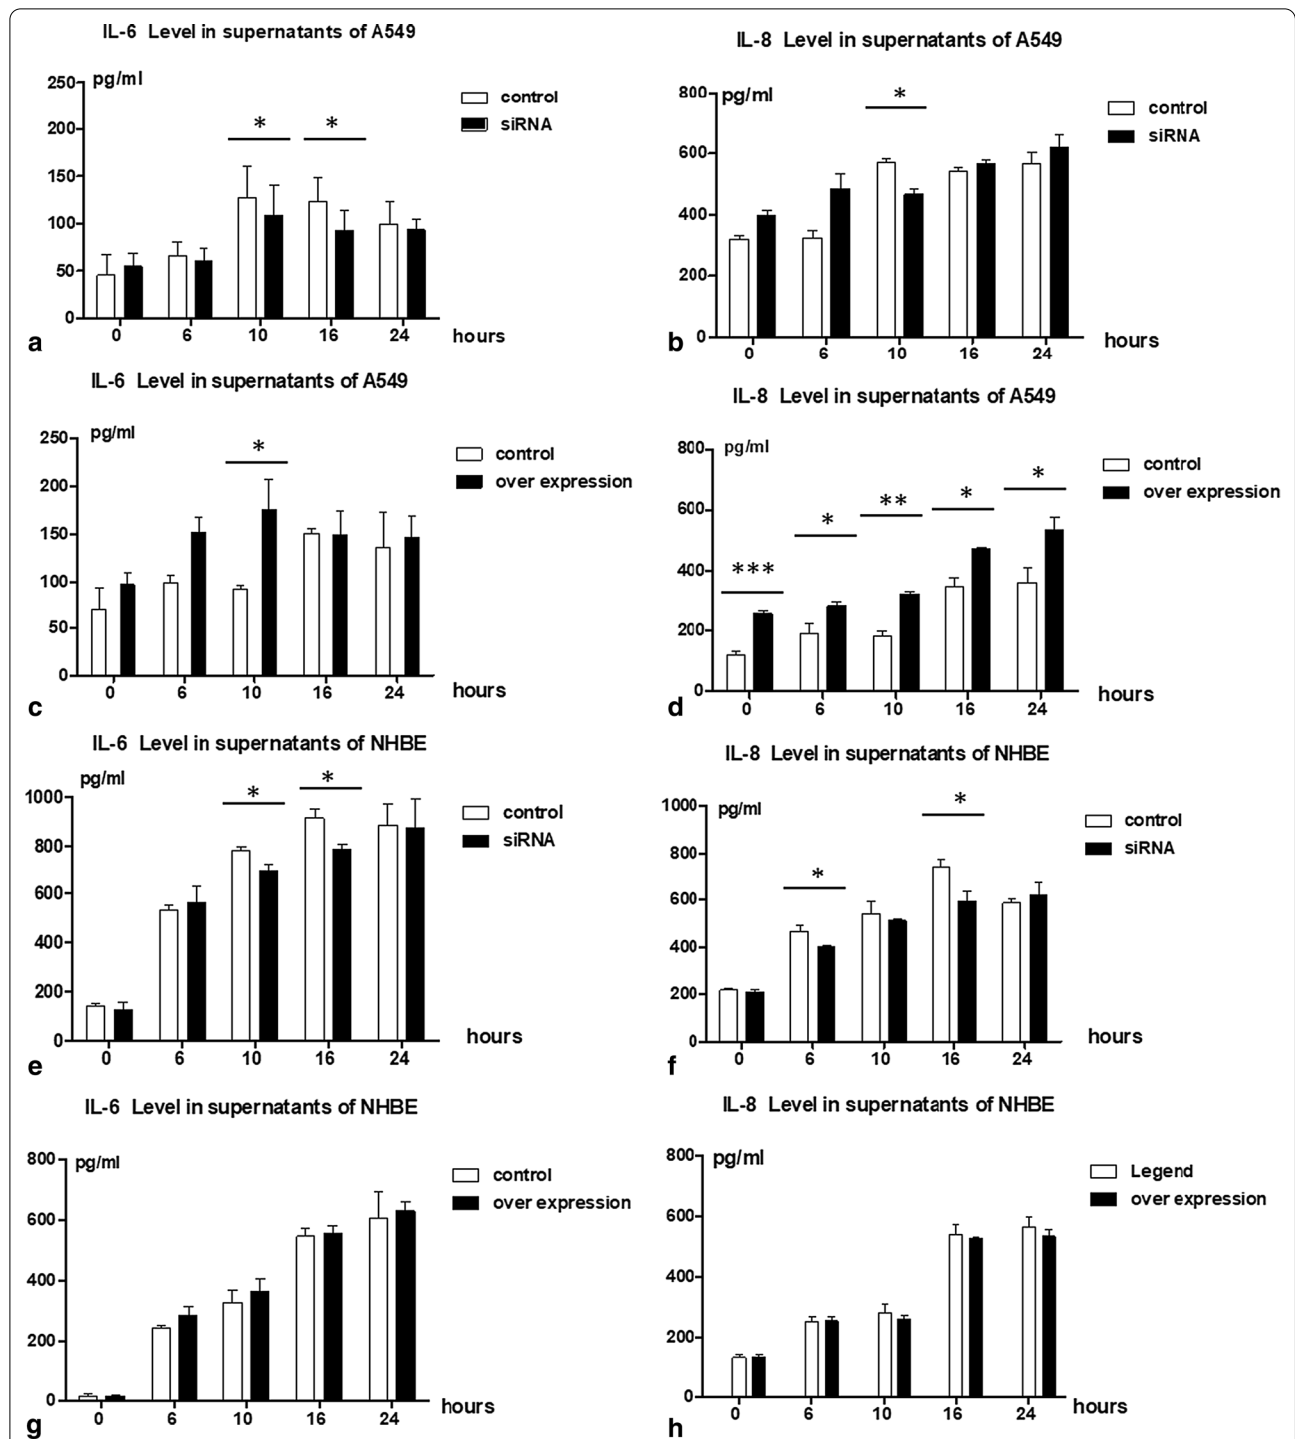 IL-6 Level in supernatants of A549
pg/ml
250
200
150
100
50
0
* *
control
siRNA
0 6 10 16 24 hours
a
IL-8 Level in supernatants of A549
pg/ml
800
600
400
200
0
*
control
siRNA
0 6 10 16 24 hours
b
IL-6 Level in supernatants of A549
pg/ml
250
200
150
100
50
0
*
control
over expression
0 6 10 16 24 hours
c
IL-8 Level in supernatants of A549
pg/ml
800
600
400
200
0
*** * ** * *
control
over expression
0 6 10 16 24 hours
d
IL-6 Level in supernatants of NHBE
pg/ml
1000
800
600
400
200
0
* *
control
siRNA
0 6 10 16 24 hours
e
IL-8 Level in supernatants of NHBE
pg/ml
1000
800
600
400
200
0
* *
control
siRNA
0 6 10 16 24 hours
f
IL-6 Level in supernatants of NHBE
pg/ml
800
600
400
200
0
control
over expression
0 6 10 16 24 hours
g
IL-8 Level in supernatants of NHBE
pg/ml
800
600
400
200
0
Legend
over expression
0 6 10 16 24 hours
h